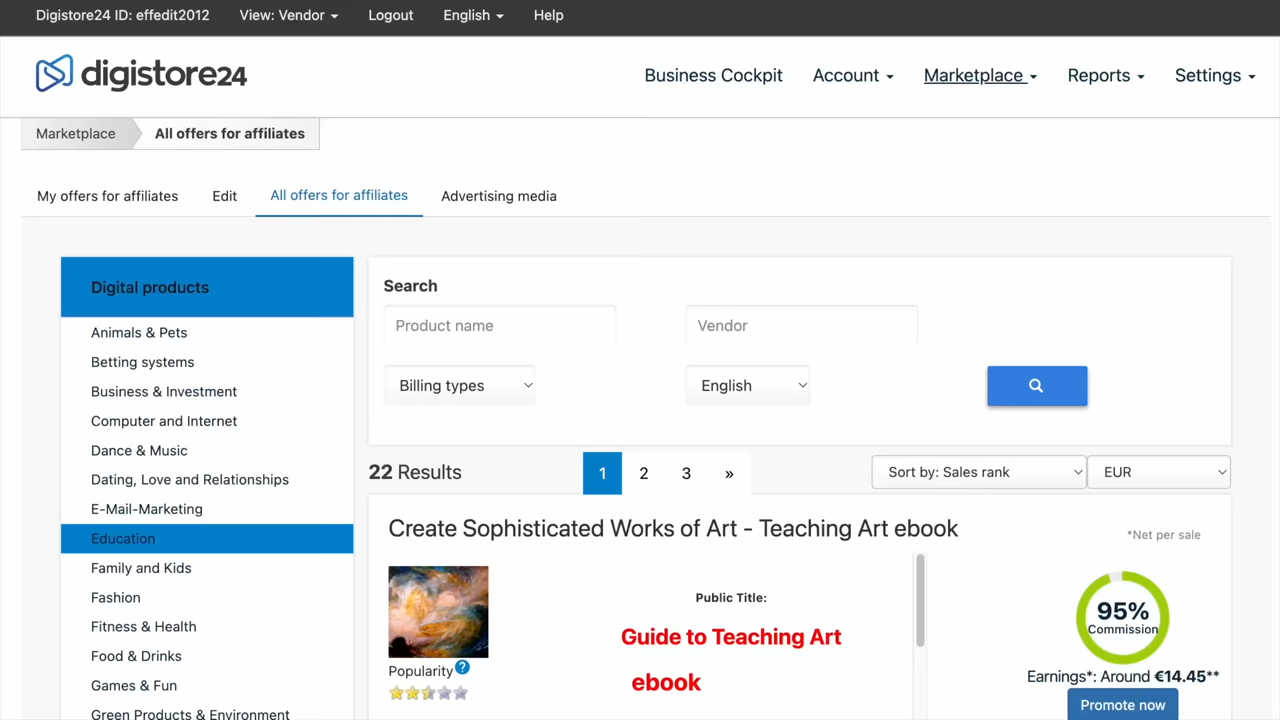 Digistore24 ID: effedit2012 View: Vendor Logout English Help
digistore24
Business Cockpit Account Marketplace Reports Settings
Marketplace All offers for affiliates
My offers for affiliates Edit All offers for affiliates Advertising media
Digital products
Animals & Pets
Betting systems
Business & Investment
Computer and Internet
Dance & Music
Dating, Love and Relationships
E-Mail-Marketing
Education
Family and Kids
Fashion
Fitness & Health
Food & Drinks
Games & Fun
Green Products & Environment
Search
Product name Vendor
Billing types English
22 Results 1 2 3 » Sort by: Sales rank EUR
Create Sophisticated Works of Art - Teaching Art ebook
*Net per sale
Public Title:
Guide to Teaching Art
ebook
Popularity ?
95%
Commission
Earnings*: Around €14.45**
Promote now